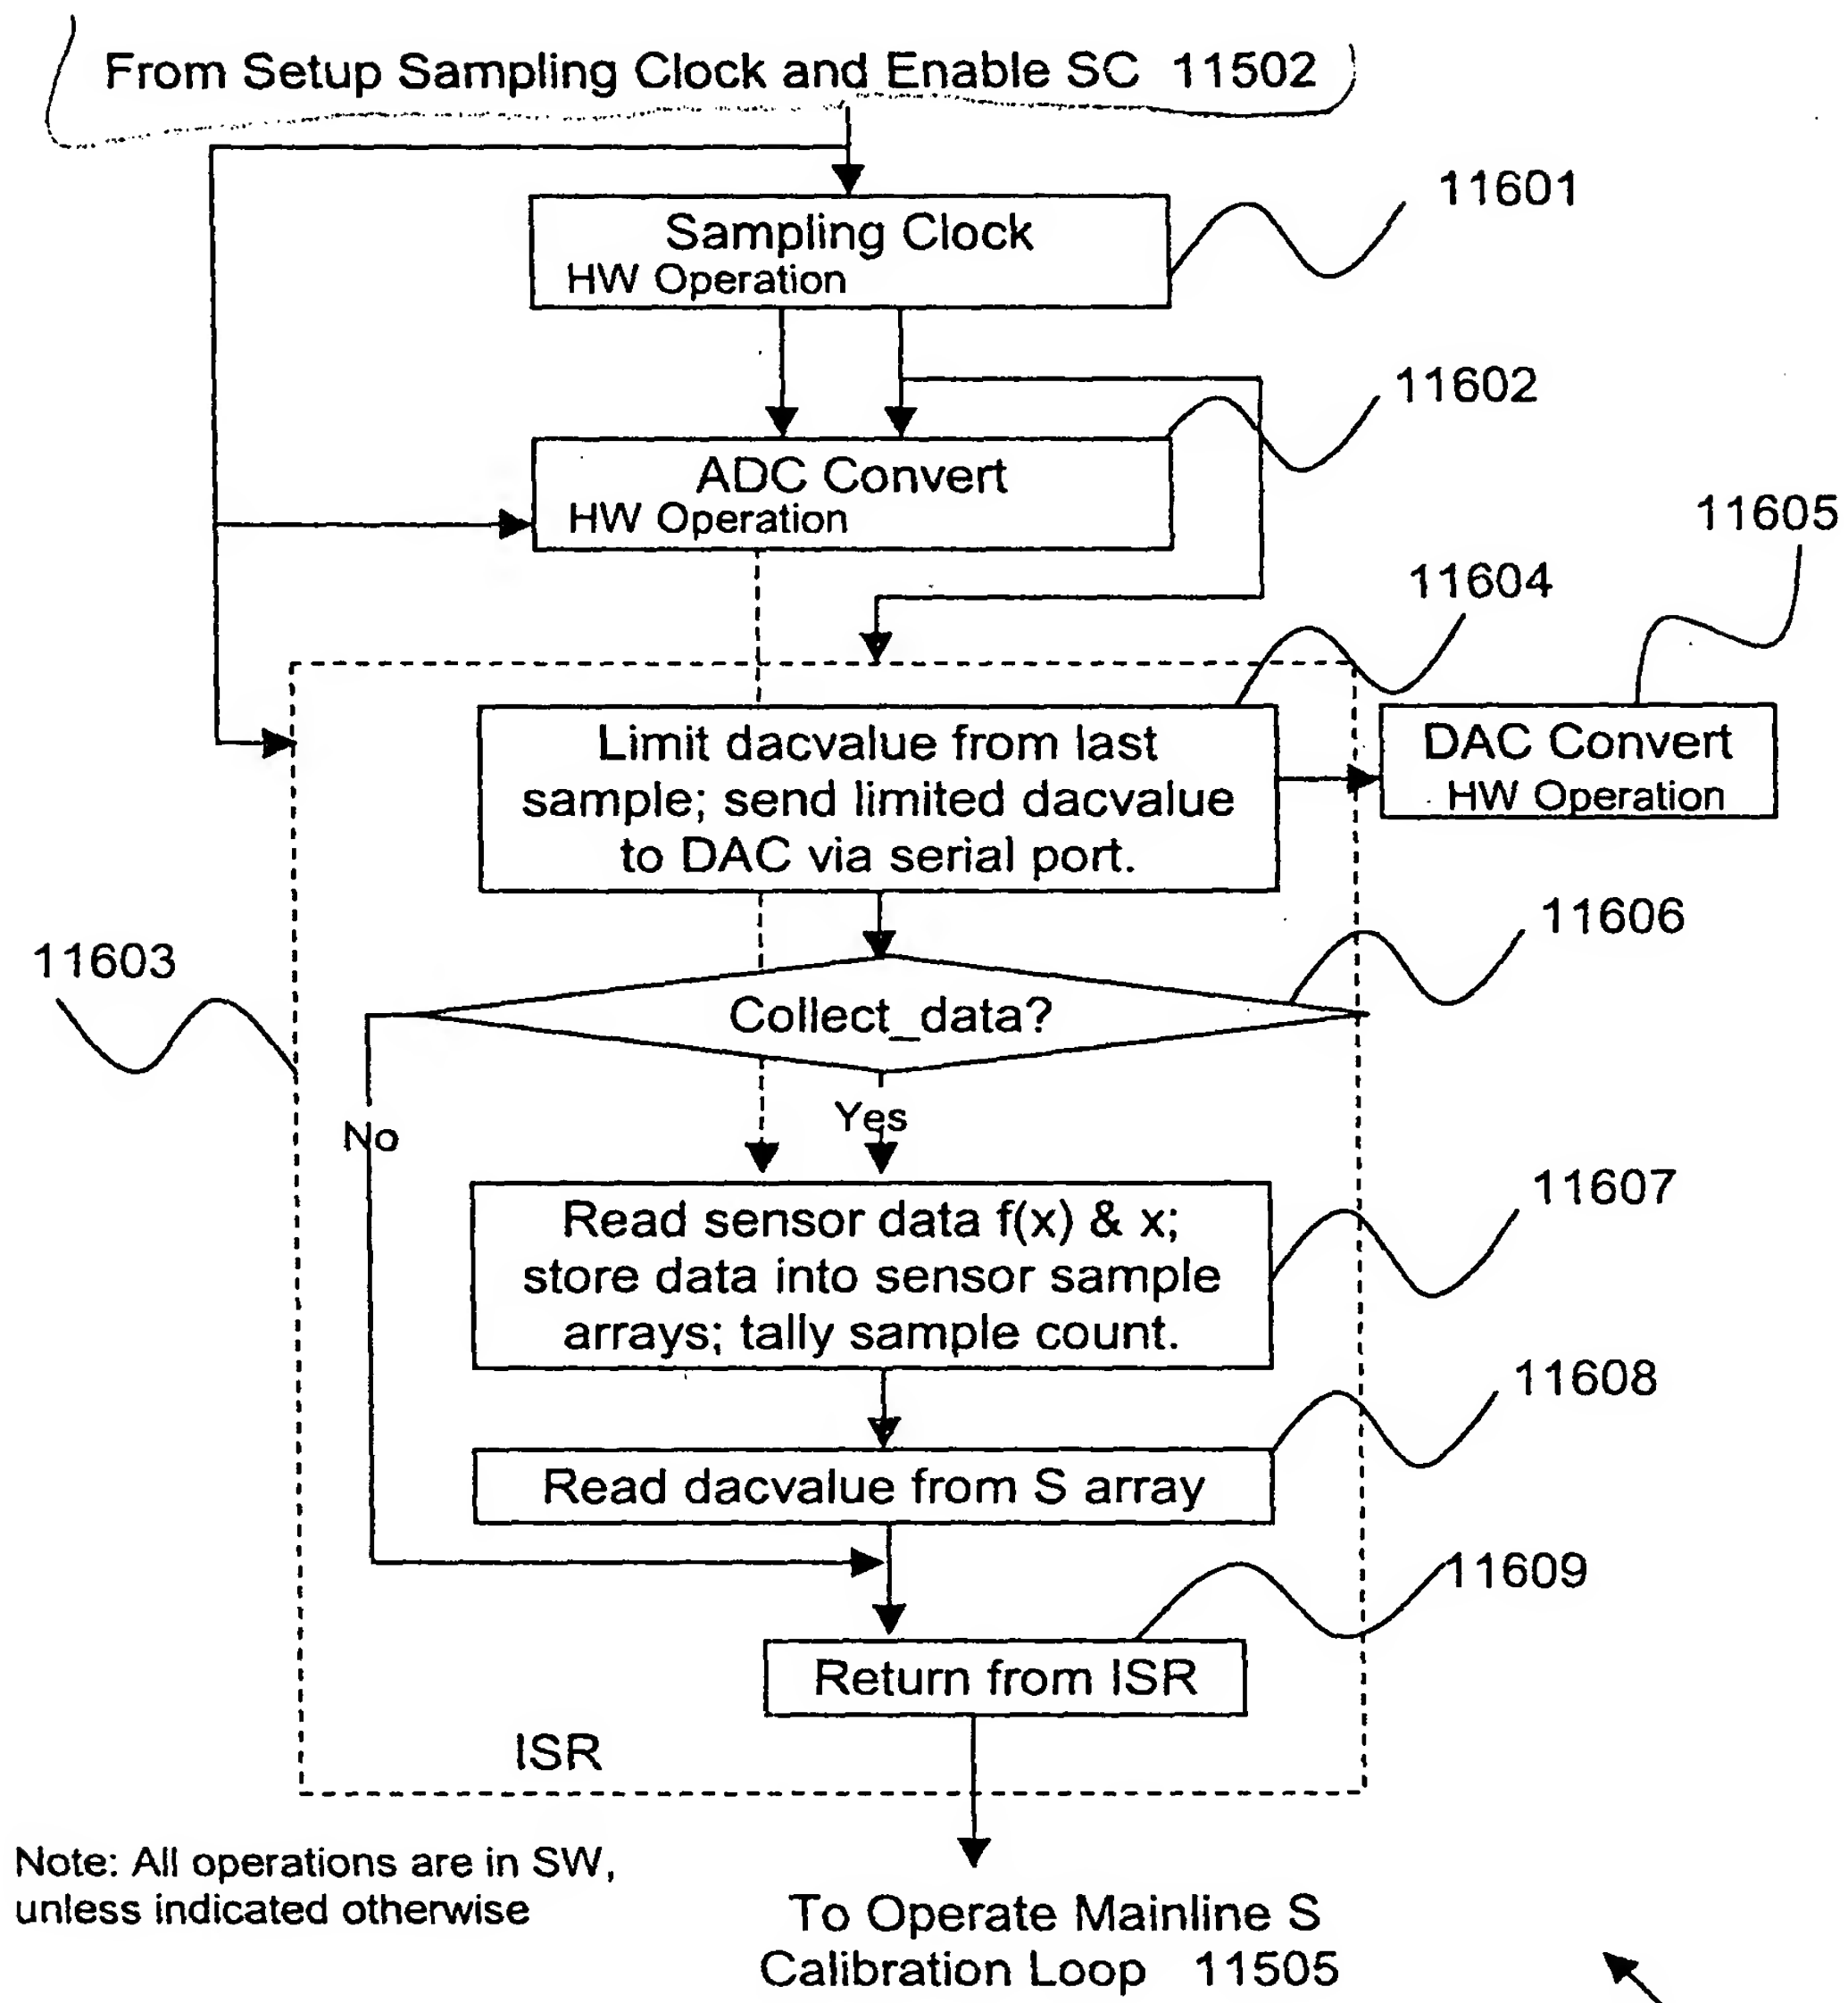 From Setup Sampling Clock and Enable SC 11502
11601
Sampling Clock
HW Operation
11602
ADC Convert
HW Operation
11605
11604
Limit dacvalue from last
sample; send limited dacvalue
to DAC via serial port.
DAC Convert
HW Operation
11606
11603
Collect_data?
Yes
No
11607
Read sensor data f(x) & x;
store data into sensor sample
arrays; tally sample count.
11608
Read dacvalue from S array
11609
Return from ISR
ISR
Note: All operations are in SW,
unless indicated otherwise
To Operate Mainline S
Calibration Loop 11505